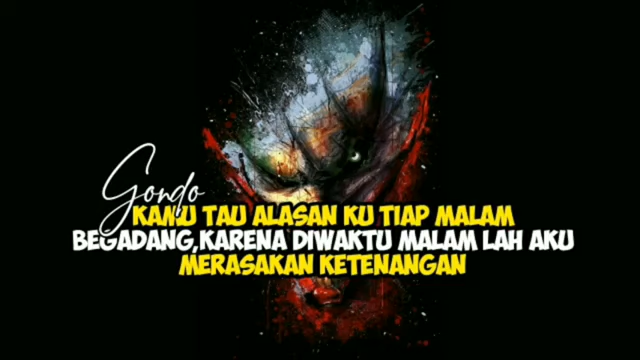 Gondo
KAMU TAU ALASAN KU TIAP MALAM
BEGADANG,KARENA DIWAKTU MALAM LAH AKU
MERASAKAN KETENANGAN